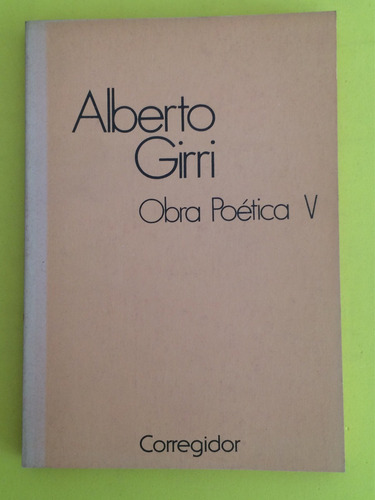 Alberto
Girri
Obra Poética V
Corregidor